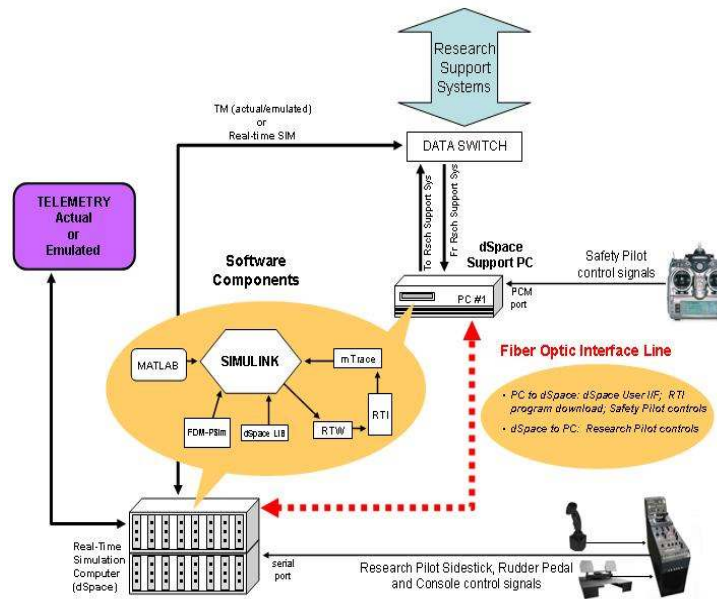 Research
Support
Systems
TM (actual/emulated)
or
Real-time SIM
DATA SWITCH
To Rsch Support Sys
Fr Rsch Support Sys
TELEMETRY
Actual
or
Emulated
Software
Components
dSpace
Support PC
PC #1
PCM
port
Safety Pilot
control signals
MATLAB
SIMULINK
mTrace
FDM-PSim
dSpace LIB
RTW
RTI
Fiber Optic Interface Line
• PC to dSpace: dSpace User I/F; RTI
program download; Safety Pilot controls
• dSpace to PC: Research Pilot controls
Real-Time
Simulation
Computer
(dSpace)
serial
port
Research Pilot Sidestick, Rudder Pedal
and Console control signals